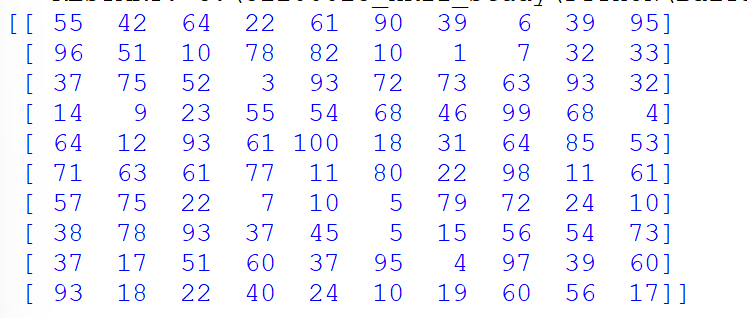 [[ 55  42  64  22  61  90  39   6  39  95]
 [ 96  51  10  78  82  10   1   7  32  33]
 [ 37  75  52   3  93  72  73  63  93  32]
 [ 14   9  23  55  54  68  46  99  68   4]
 [ 64  12  93  61 100  18  31  64  85  53]
 [ 71  63  61  77  11  80  22  98  11  61]
 [ 57  75  22   7  10   5  79  72  24  10]
 [ 38  78  93  37  45   5  15  56  54  73]
 [ 37  17  51  60  37  95   4  97  39  60]
 [ 93  18  22  40  24  10  19  60  56  17]]